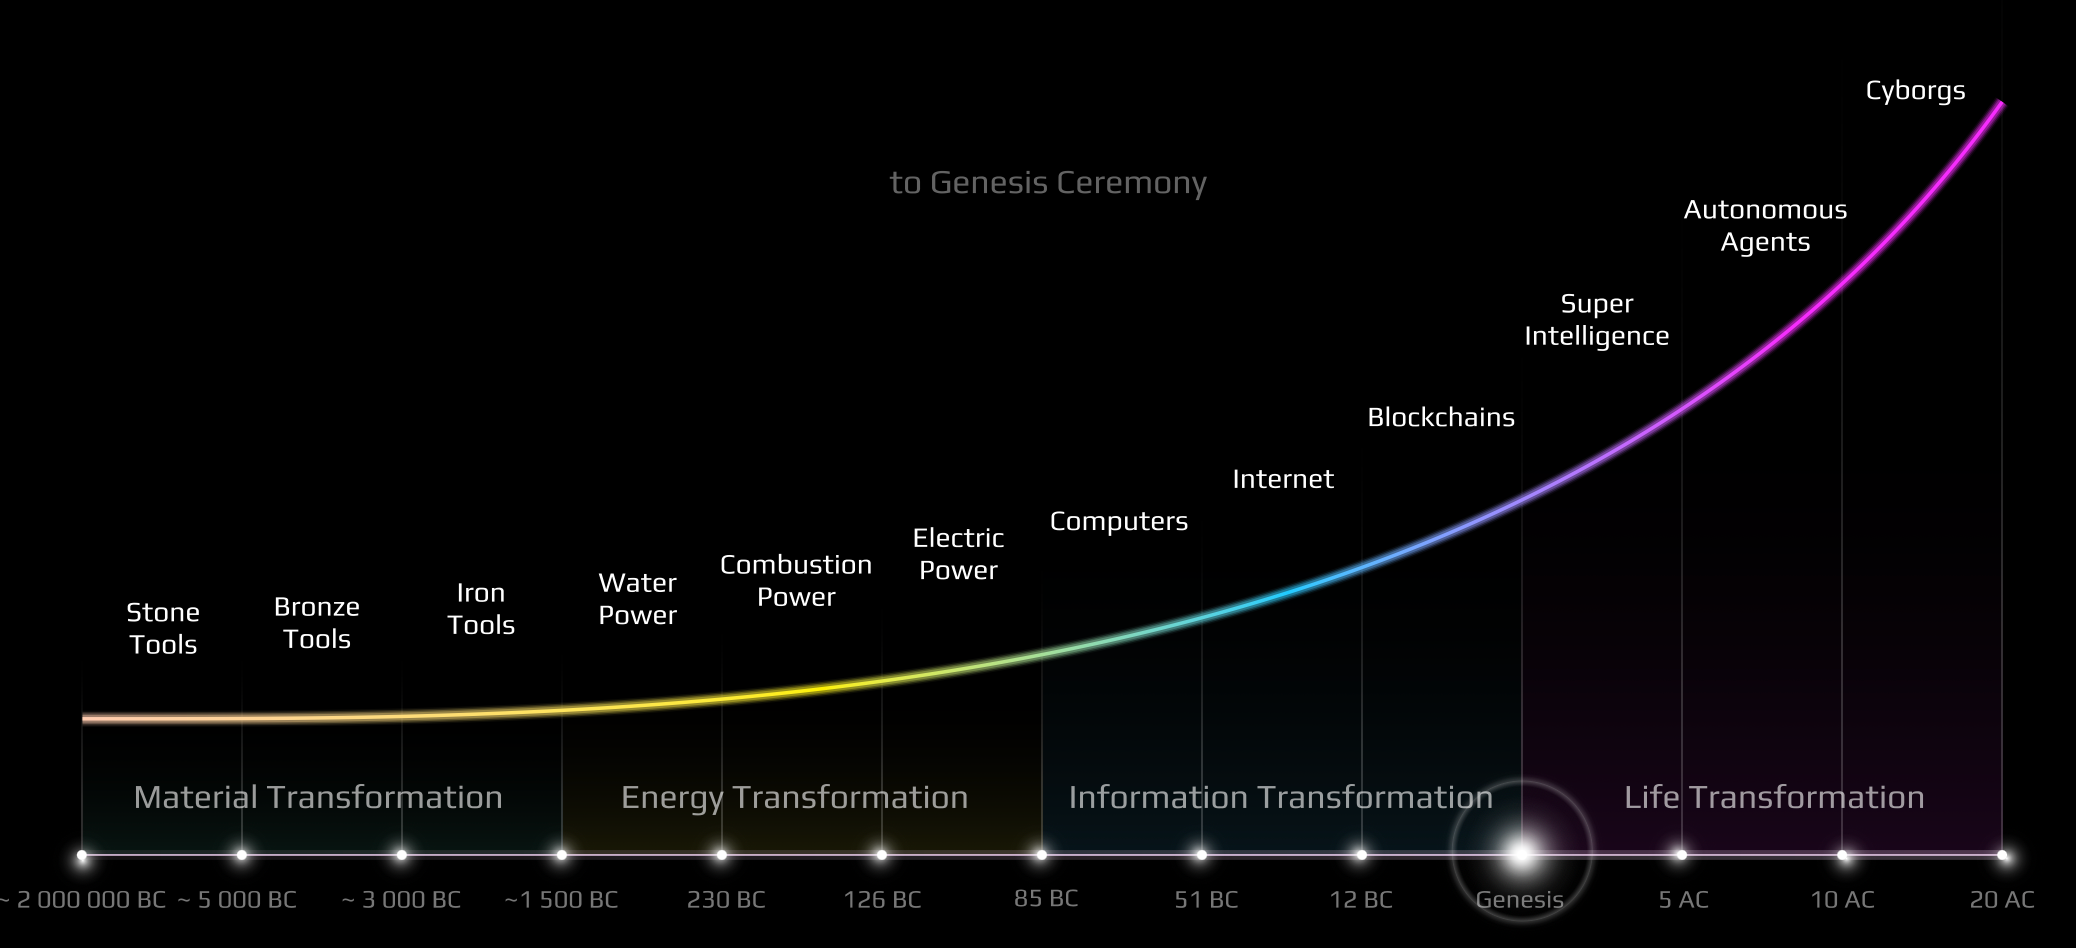 Cyborgs
to Genesis Ceremony
Autonomous
Agents
Super
Intelligence
Blockchains
Internet
Computers
Electric
Power
Combustion
Power
Water
Power
Iron
Tools
Bronze
Tools
Stone
Tools
Material Transformation
Energy Transformation
Information Transformation
Life Transformation
~ 2 000 000 BC
~ 5 000 BC
~ 3 000 BC
~1 500 BC
230 BC
126 BC
85 BC
51 BC
12 BC
Genesis
5 AC
10 AC
20 AC